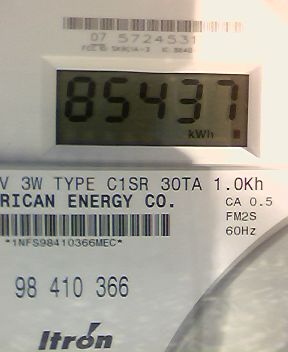 07 5724531
85437
kWh
V 3W TYPE C1SR 30TA 1.0Kh
RICAN ENERGY CO.
CA 0.5
FM2S
60Hz
*1NFS98410366MEC*
98 410 366
Itrón